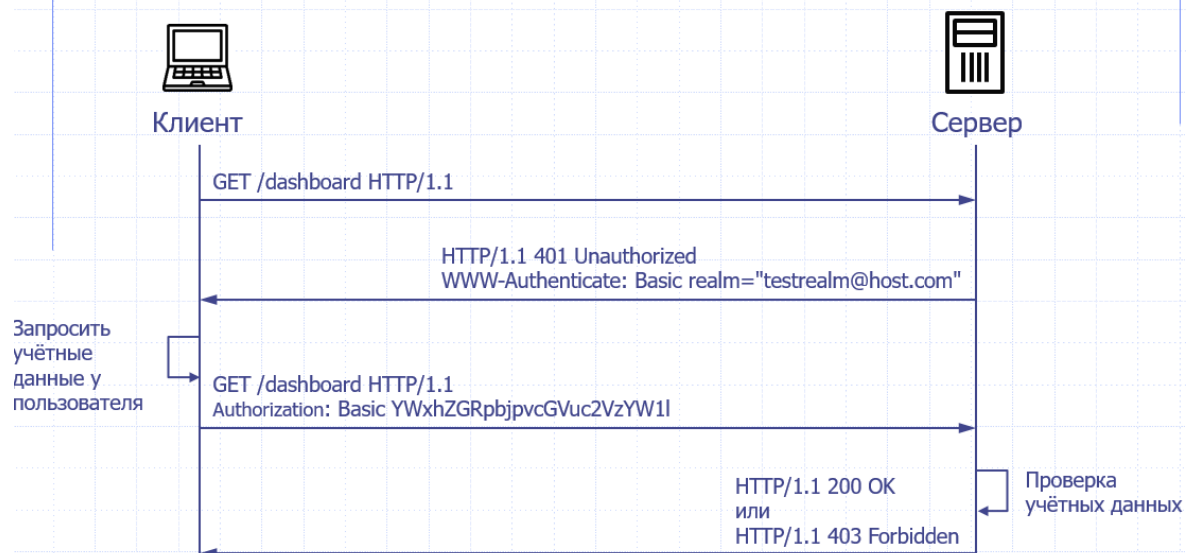 Клиент
Сервер
GET /dashboard HTTP/1.1
HTTP/1.1 401 Unauthorized
WWW-Authenticate: Basic realm="testrealm@host.com"
Запросить
учётные
данные у
пользователя
GET /dashboard HTTP/1.1
Authorization: Basic YWxhZGRpbjpvcGVuc2VzYW1l
HTTP/1.1 200 OK
или
HTTP/1.1 403 Forbidden
Проверка
учётных данных